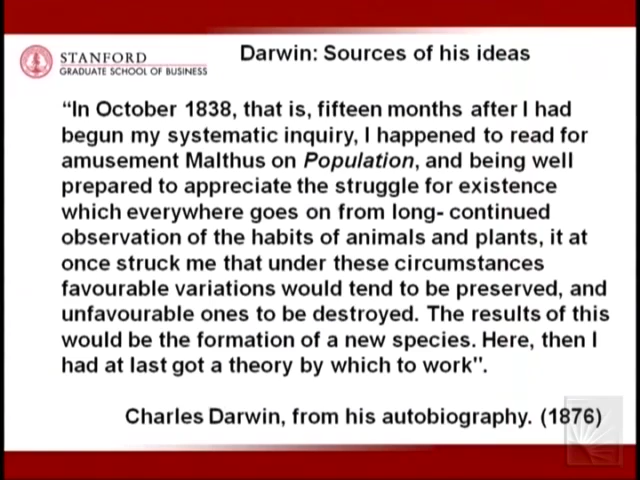 STANFORD
GRADUATE SCHOOL OF BUSINESS
Darwin: Sources of his ideas
“In October 1838, that is, fifteen months after I had
begun my systematic inquiry, I happened to read for
amusement Malthus on Population, and being well
prepared to appreciate the struggle for existence
which everywhere goes on from long- continued
observation of the habits of animals and plants, it at
once struck me that under these circumstances
favourable variations would tend to be preserved, and
unfavourable ones to be destroyed. The results of this
would be the formation of a new species. Here, then I
had at last got a theory by which to work".
Charles Darwin, from his autobiography. (1876)